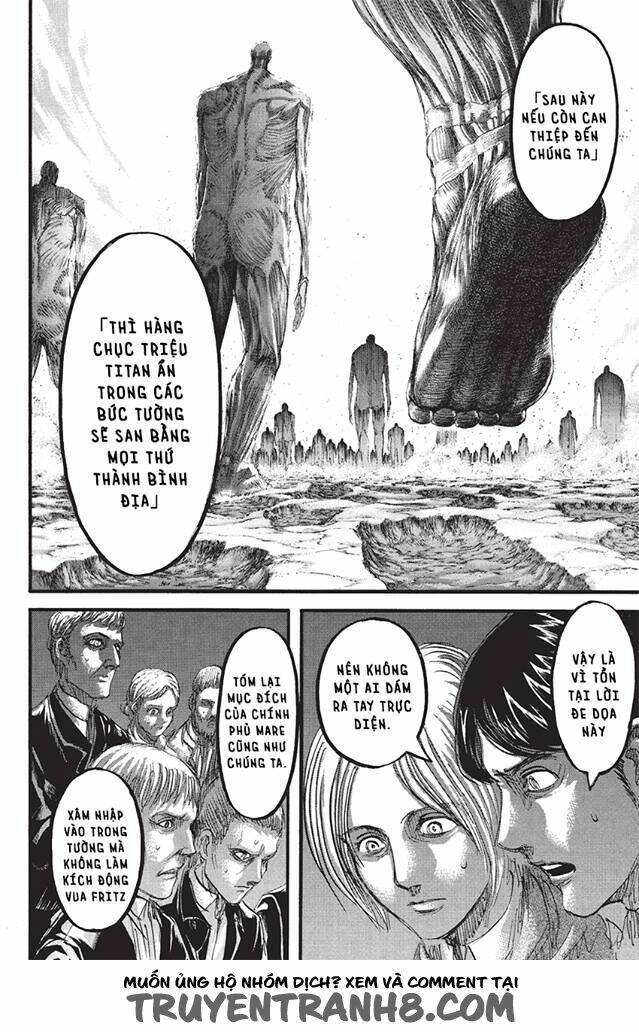 「SAU NÀY
NẾU CÒN CAN
THIỆP ĐẾN
CHÚNG TA」
「THÌ HÀNG
CHỤC TRIỆU
TITAN ẨN
TRONG CÁC
BỨC TƯỜNG
SẼ SAN BẰNG
MỌI THỨ
THÀNH BÌNH
ĐỊA」
VẬY LÀ
VÌ TỒN
TẠI LỜI
ĐE DỌA
NÀY
NÊN KHÔNG
MỘT AI DÁM
RA TAY TRỰC
DIỆN.
TÓM LẠI
MỤC ĐÍCH
CỦA CHÍNH
PHỦ MARE
CŨNG NHƯ
CHÚNG TA.
XÂM NHẬP
VÀO TRONG
TƯỜNG MÀ
KHÔNG LÀM
KÍCH ĐỘNG
VUA FRITZ
MUỐN ỦNG HỘ NHÓM DỊCH? XEM VÀ COMMENT TẠI
TRUYENTRANH8.COM